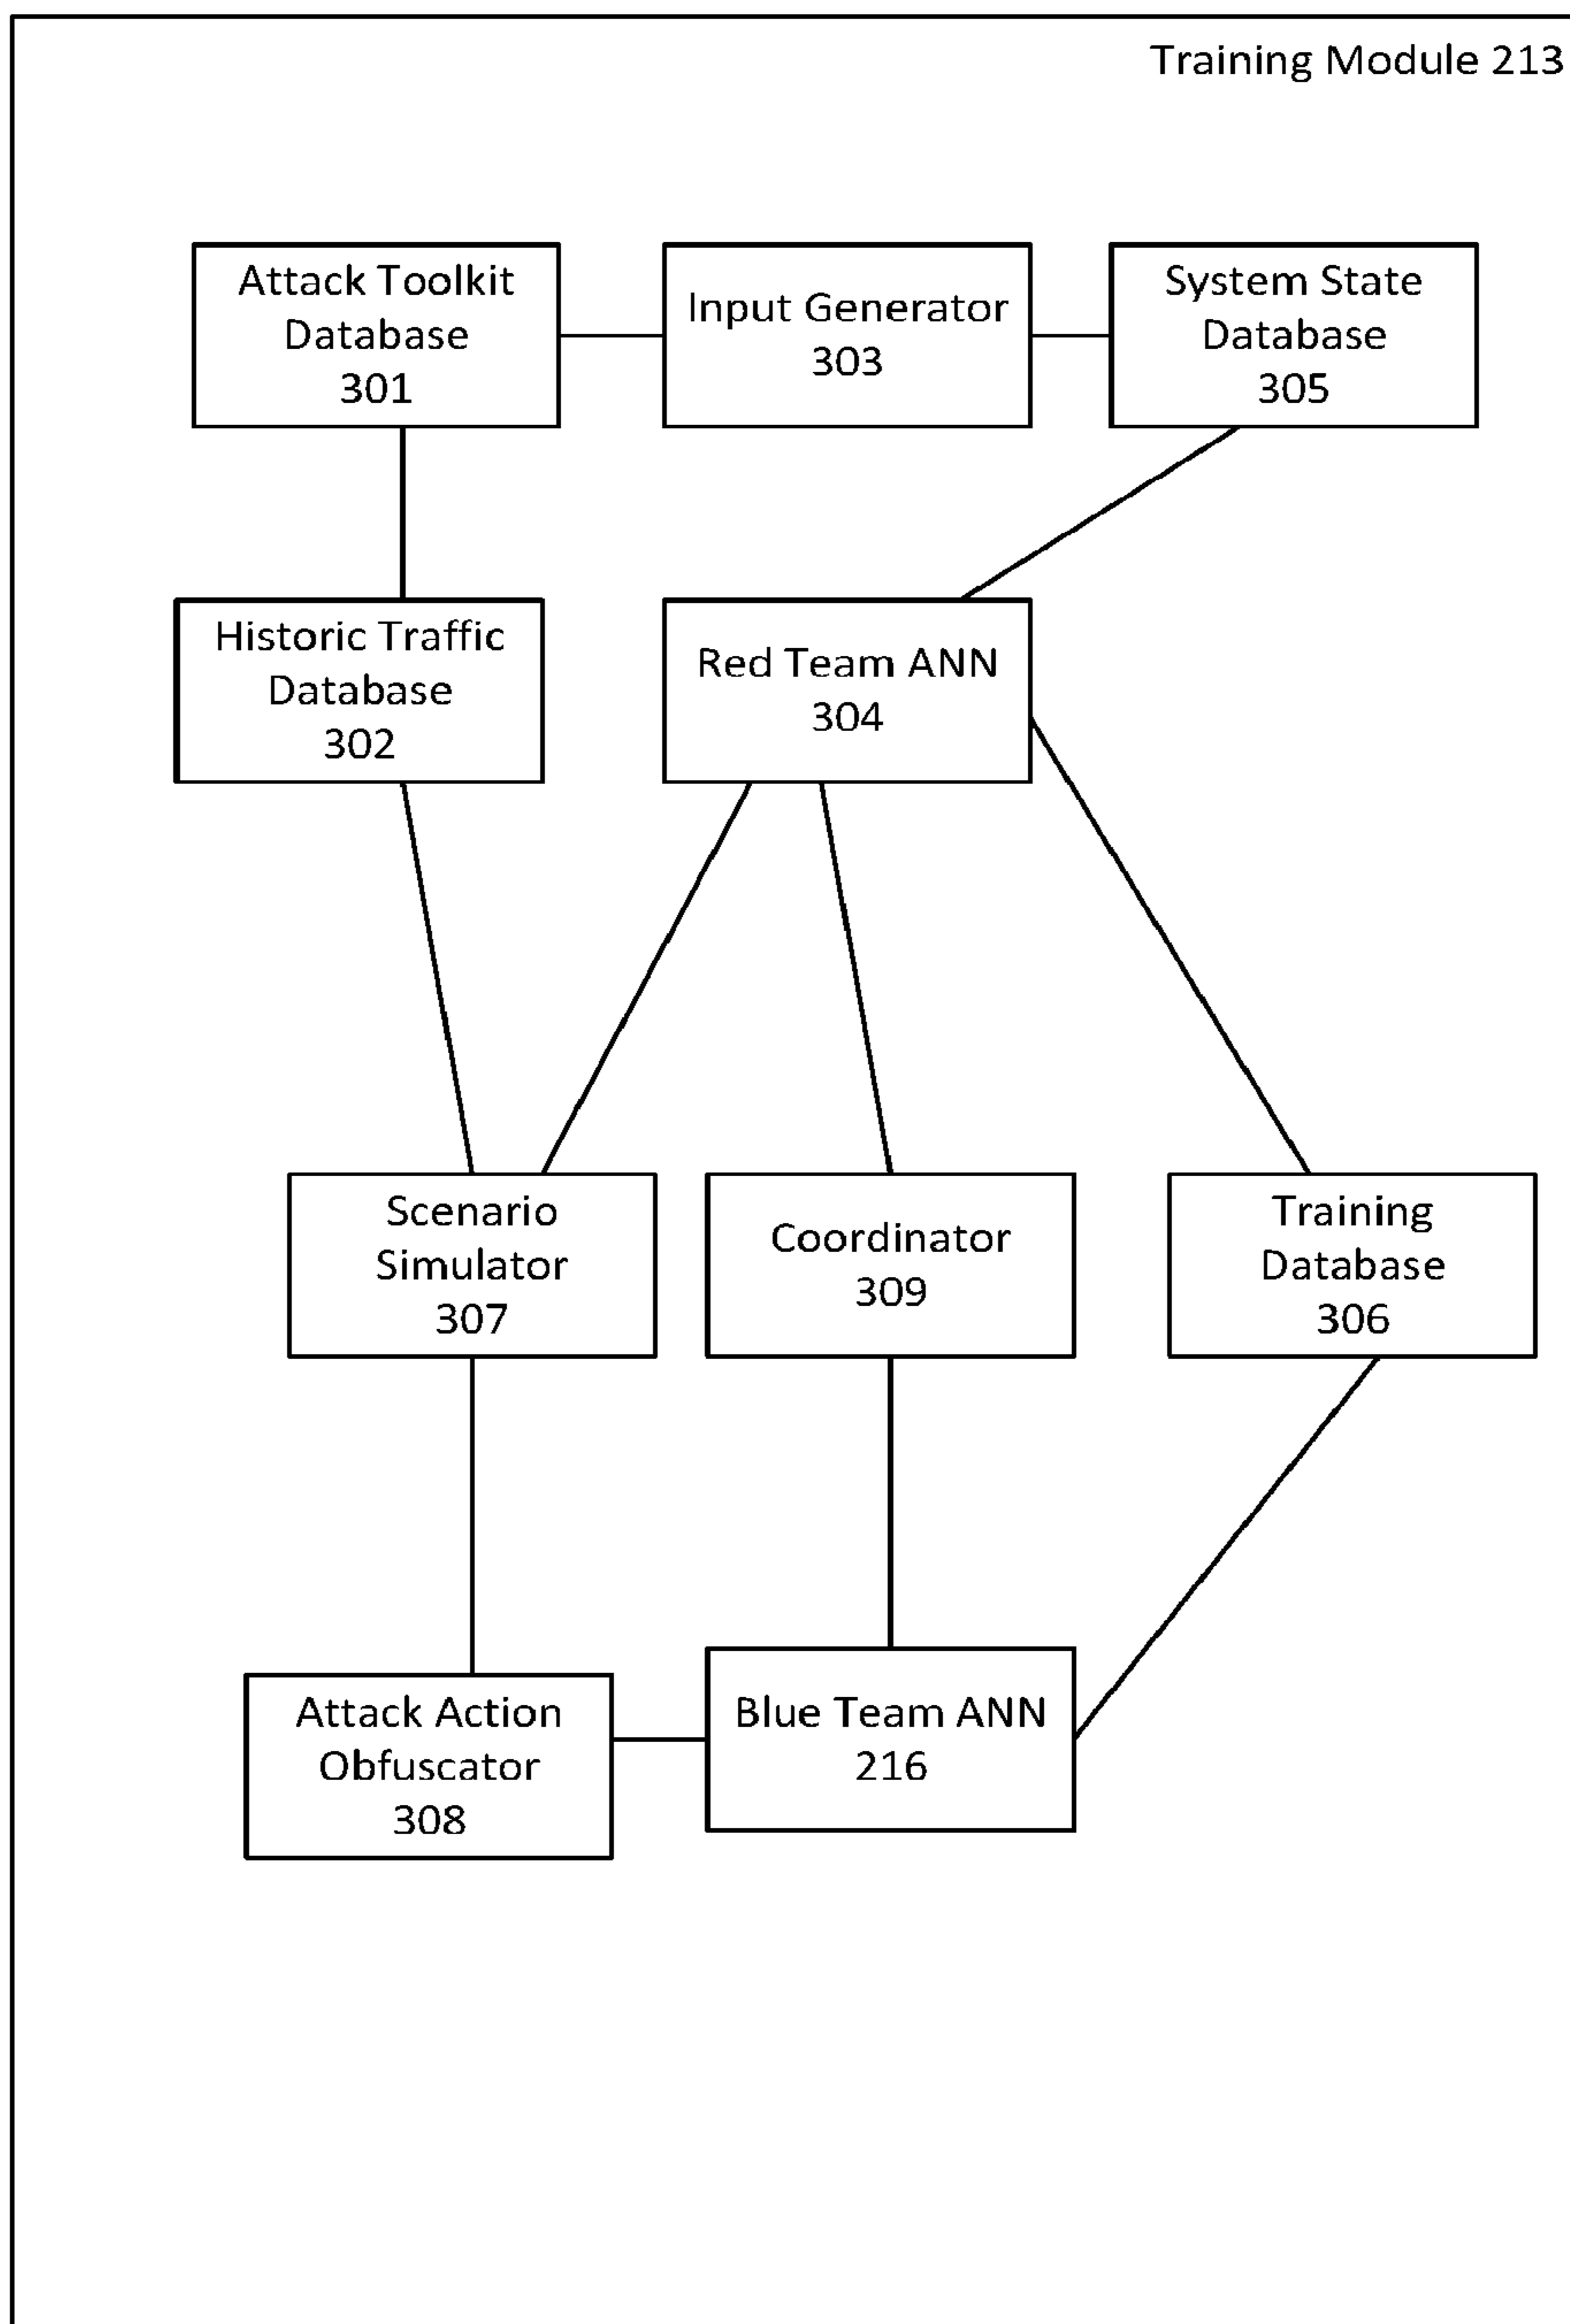 Training Module 213
Attack Toolkit
Database
301
Input Generator
303
System State
Database
305
Historic Traffic
Database
302
Red Team ANN
304
Scenario
Simulator
307
Coordinator
309
Training
Database
306
Attack Action
Obfuscator
308
Blue Team ANN
216